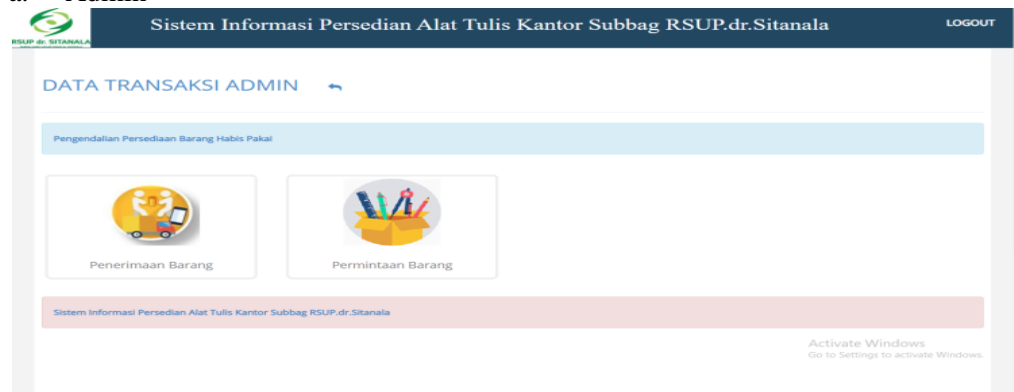 a. Admin
Sistem Informasi Persedian Alat Tulis Kantor Subbag RSUP.dr.Sitanala
LOGOUT
RSUP dr. SITANALA
DATA TRANSAKSI ADMIN
Pengendalian Persediaan Barang Habis Pakai
Penerimaan Barang
Permintaan Barang
Sistem Informasi Persedian Alat Tulis Kantor Subbag RSUP.dr.Sitanala
Activate Windows
Go to Settings to activate Windows.